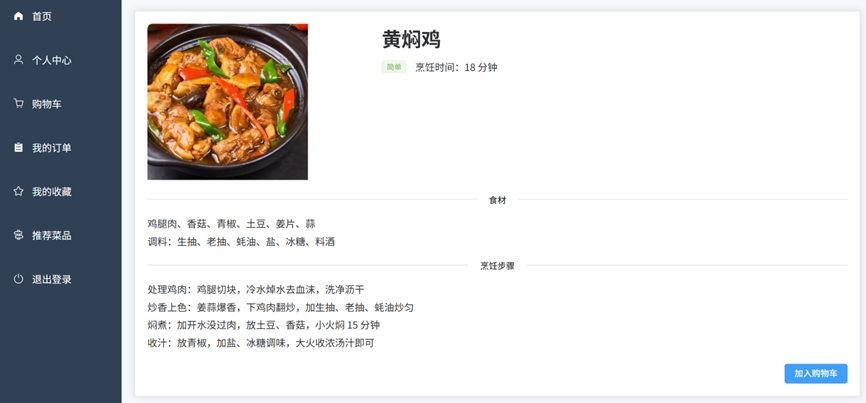 首页
个人中心
购物车
我的订单
我的收藏
推荐菜品
退出登录
黄焖鸡
简单 烹饪时间：18 分钟
食材
鸡腿肉、香菇、青椒、土豆、姜片、蒜
调料：生抽、老抽、蚝油、盐、冰糖、料酒
烹饪步骤
处理鸡肉：鸡腿切块，冷水焯水去血沫，洗净沥干
炒香上色：姜蒜爆香，下鸡肉翻炒，加生抽、老抽、蚝油炒匀
焖煮：加开水没过肉，放土豆、香菇，小火焖 15 分钟
收汁：放青椒，加盐、冰糖调味，大火收浓汤汁即可
加入购物车